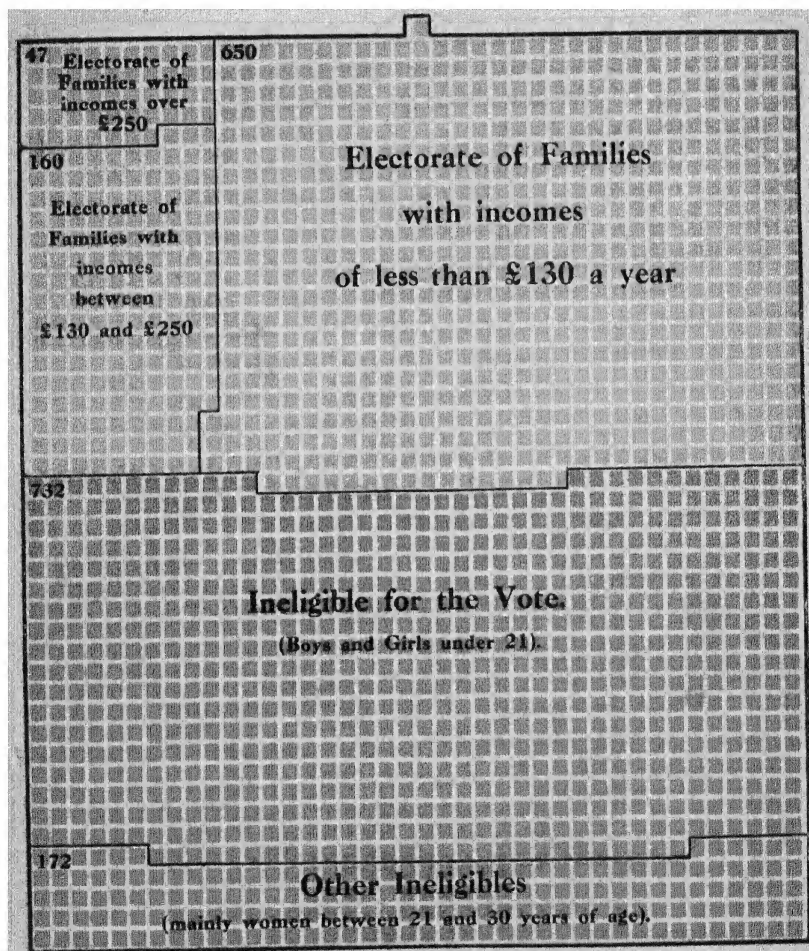 47 Electorate of
Families with
incomes over
£250
650
Electorate of Families
with incomes
of less than £130 a year
160
Electorate of
Families with
incomes
between
£130 and £250
732
Ineligible for the Vote.
(Boys and Girls under 21).
172
Other Ineligibles
(mainly women between 21 and 30 years of age).